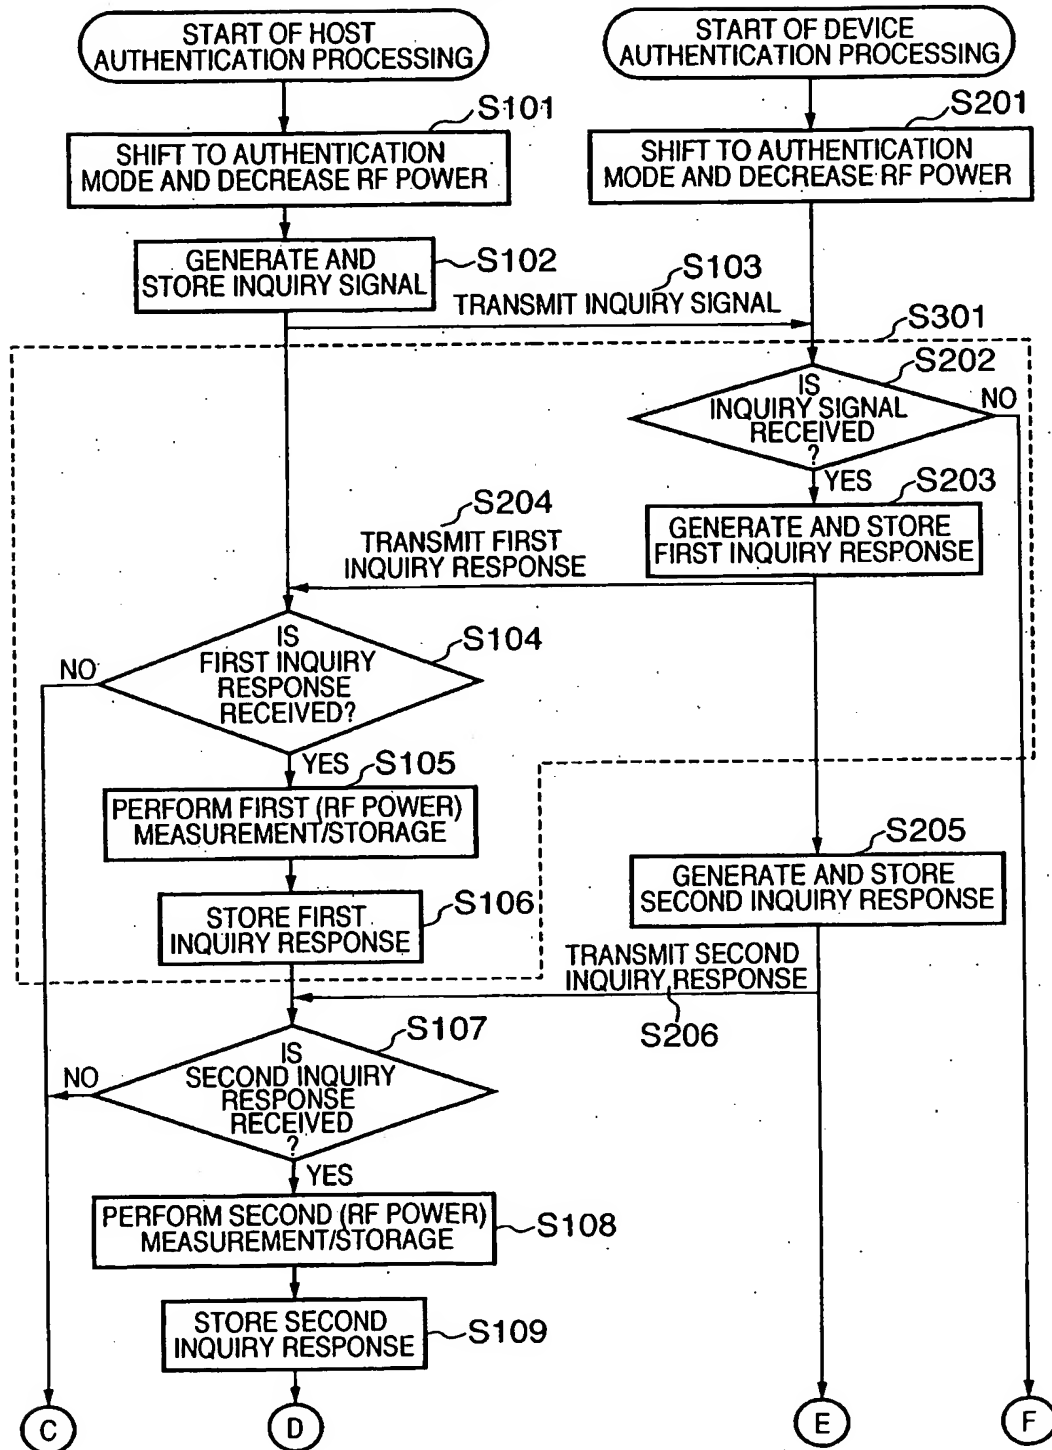 START OF HOST
AUTHENTICATION PROCESSING
START OF DEVICE
AUTHENTICATION PROCESSING
S101
S201
SHIFT TO AUTHENTICATION
MODE AND DECREASE RF POWER
SHIFT TO AUTHENTICATION
MODE AND DECREASE RF POWER
GENERATE AND
STORE INQUIRY SIGNAL
S102
S103
TRANSMIT INQUIRY SIGNAL
S301
S202
IS
INQUIRY SIGNAL
RECEIVED
?
NO
YES
S203
S204
TRANSMIT FIRST
INQUIRY RESPONSE
GENERATE AND STORE
FIRST INQUIRY RESPONSE
IS
FIRST INQUIRY
RESPONSE
RECEIVED?
S104
NO
YES
S105
PERFORM FIRST (RF POWER)
MEASUREMENT/STORAGE
S205
GENERATE AND STORE
SECOND INQUIRY RESPONSE
STORE FIRST
INQUIRY RESPONSE
S106
TRANSMIT SECOND
INQUIRY RESPONSE
S206
S107
IS
SECOND INQUIRY
RESPONSE
RECEIVED
?
NO
YES
PERFORM SECOND (RF POWER)
MEASUREMENT/STORAGE
S108
STORE SECOND
INQUIRY RESPONSE
S109
C
D
E
F